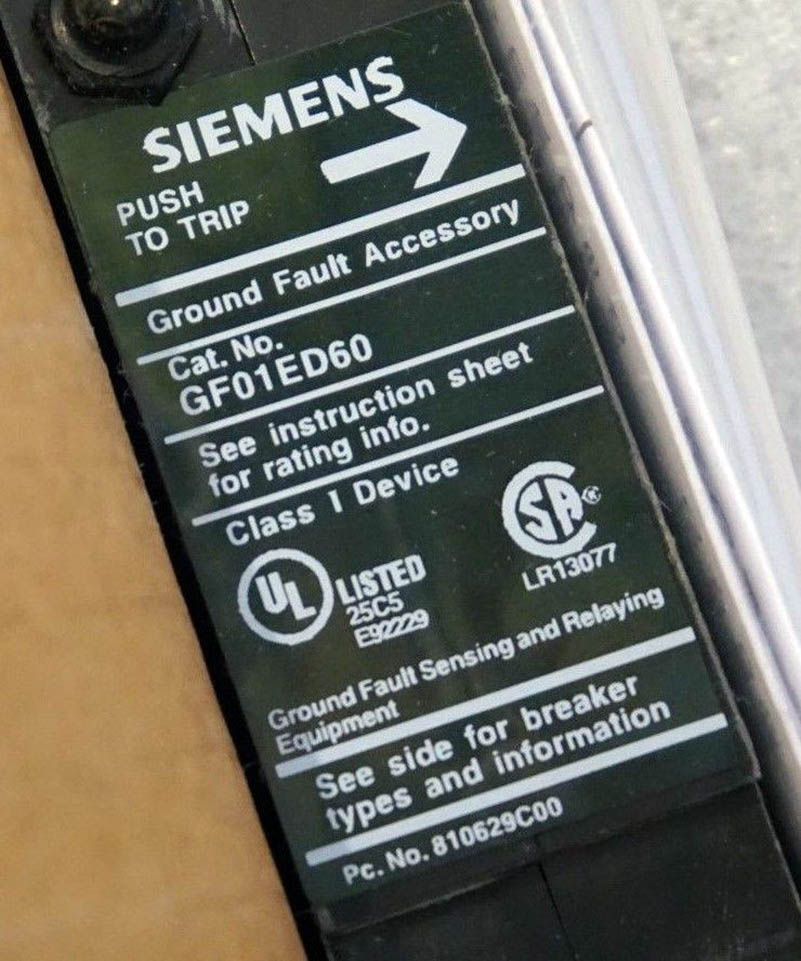 SIEMENS
PUSH
TO TRIP
Ground Fault Accessory
Cat. No.
GF01ED60
See instruction sheet
for rating info.
Class 1 Device
UL LISTED
25C5
E92229
SA ®
LR13077
Ground Fault Sensing and Relaying
Equipment
See side for breaker
types and information
Pc. No. 810629C00